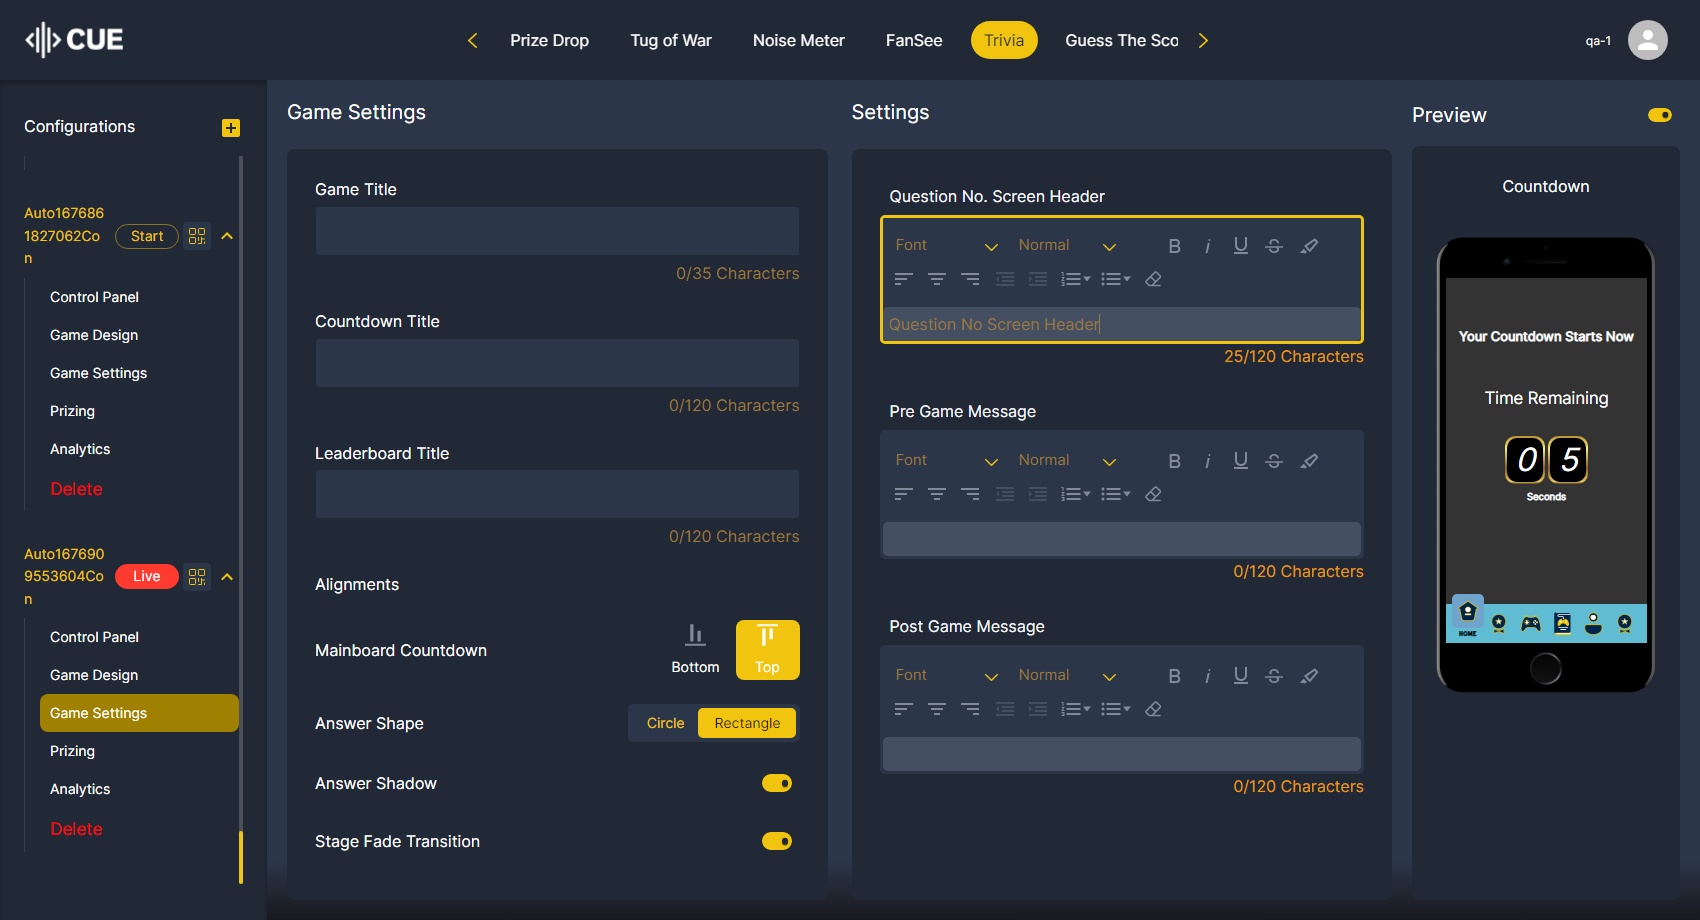 CUE
Prize Drop
Tug of War
Noise Meter
FanSee
Trivia
Guess The Sco
qa-1
Configurations
Auto167686
1827062Co
n
Start
Control Panel
Game Design
Game Settings
Prizing
Analytics
Delete
Auto167690
9553604Co
n
Live
Control Panel
Game Design
Game Settings
Prizing
Analytics
Delete
Game Settings
Game Title
0/35 Characters
Countdown Title
0/120 Characters
Leaderboard Title
0/120 Characters
Alignments
Mainboard Countdown
Bottom
Top
Answer Shape
Circle
Rectangle
Answer Shadow
Stage Fade Transition
Settings
Question No. Screen Header
Font
Normal
B i U S
Question No Screen Header
25/120 Characters
Pre Game Message
Font
Normal
B i U S
0/120 Characters
Post Game Message
Font
Normal
B i U S
0/120 Characters
Preview
Countdown
Your Countdown Starts Now
Time Remaining
0 5
Seconds
HOME